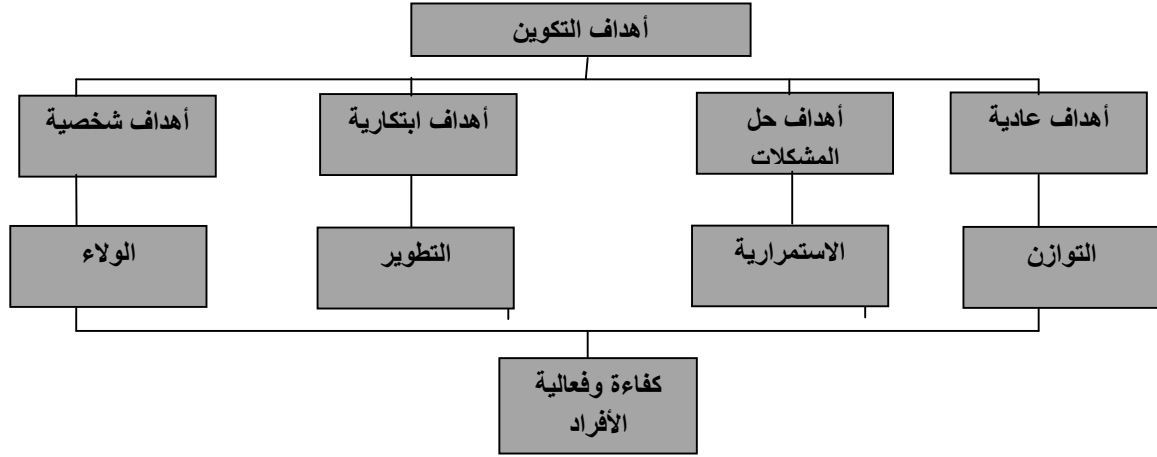 أهداف التكوين
أهداف عادية
أهداف حل
المشكلات
أهداف ابتكارية
أهداف شخصية
التوازن
الاستمرارية
التطوير
الولاء
كفاءة وفعالية
الأفراد